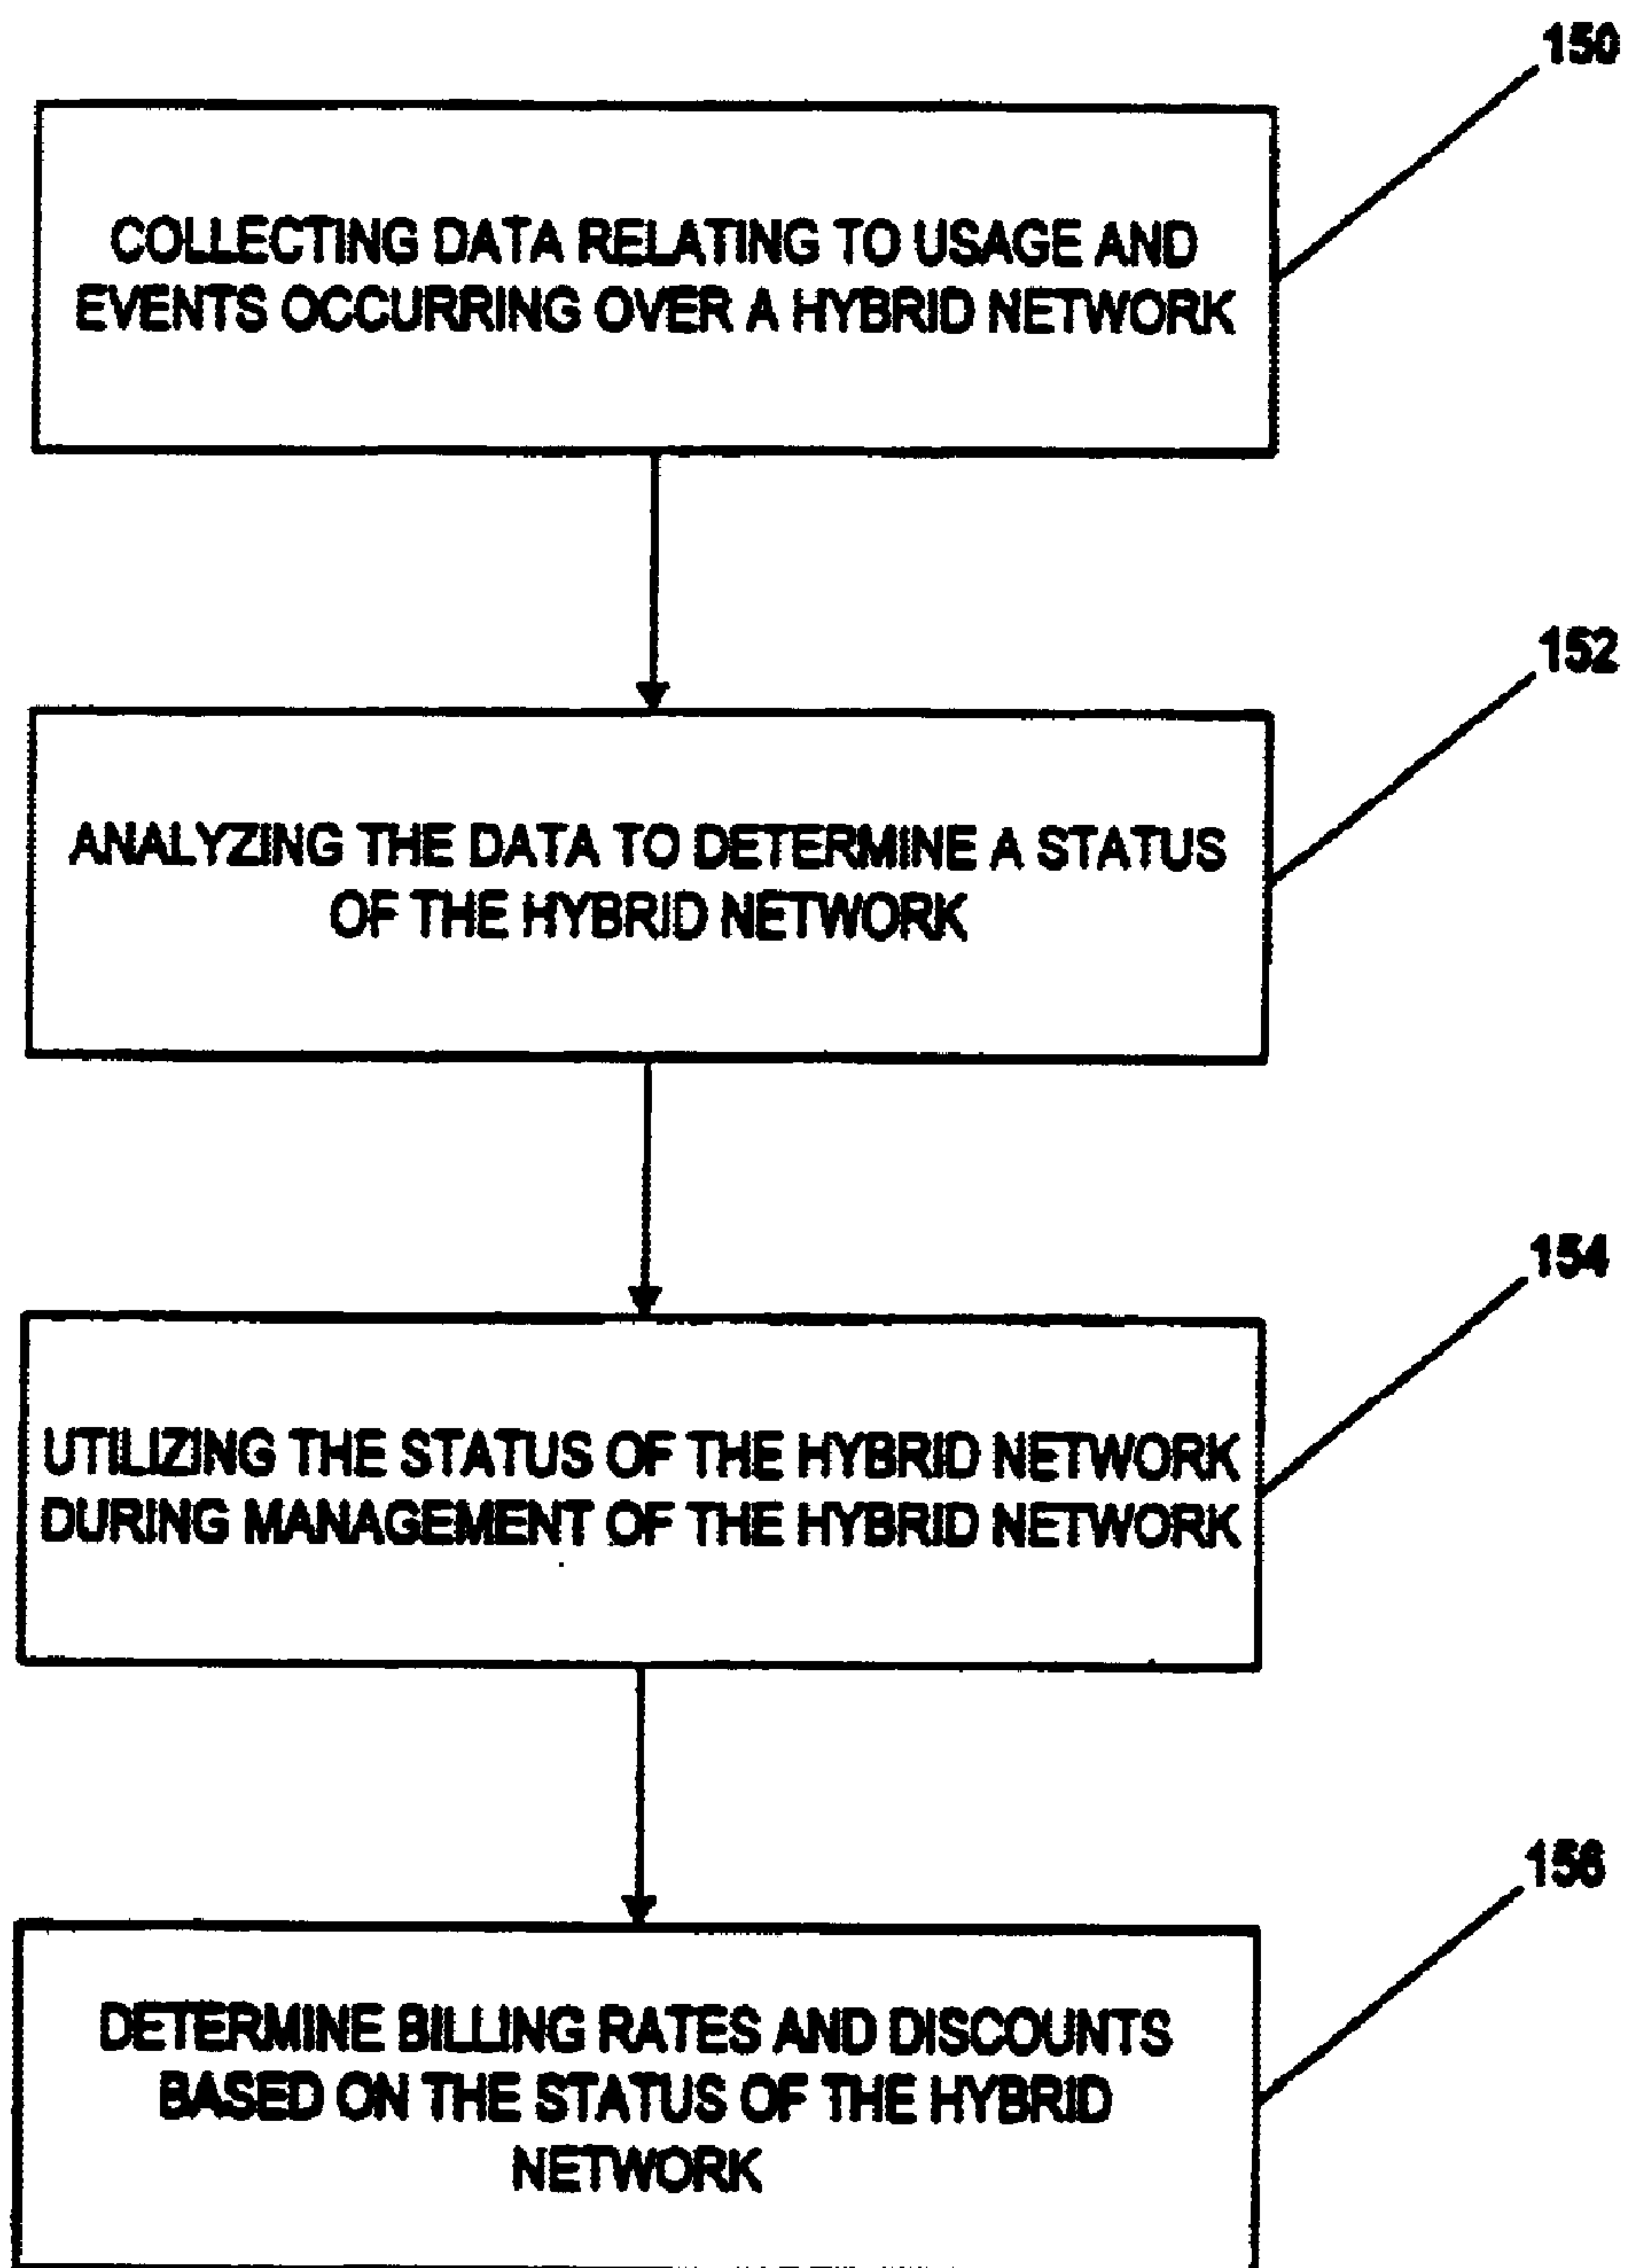 150
COLLECTING DATA RELATING TO USAGE AND
EVENTS OCCURRING OVER A HYBRID NETWORK
152
ANALYZING THE DATA TO DETERMINE A STATUS
OF THE HYBRID NETWORK
154
UTILIZING THE STATUS OF THE HYBRID NETWORK
DURING MANAGEMENT OF THE HYBRID NETWORK
156
DETERMINE BILLING RATES AND DISCOUNTS
BASED ON THE STATUS OF THE HYBRID
NETWORK